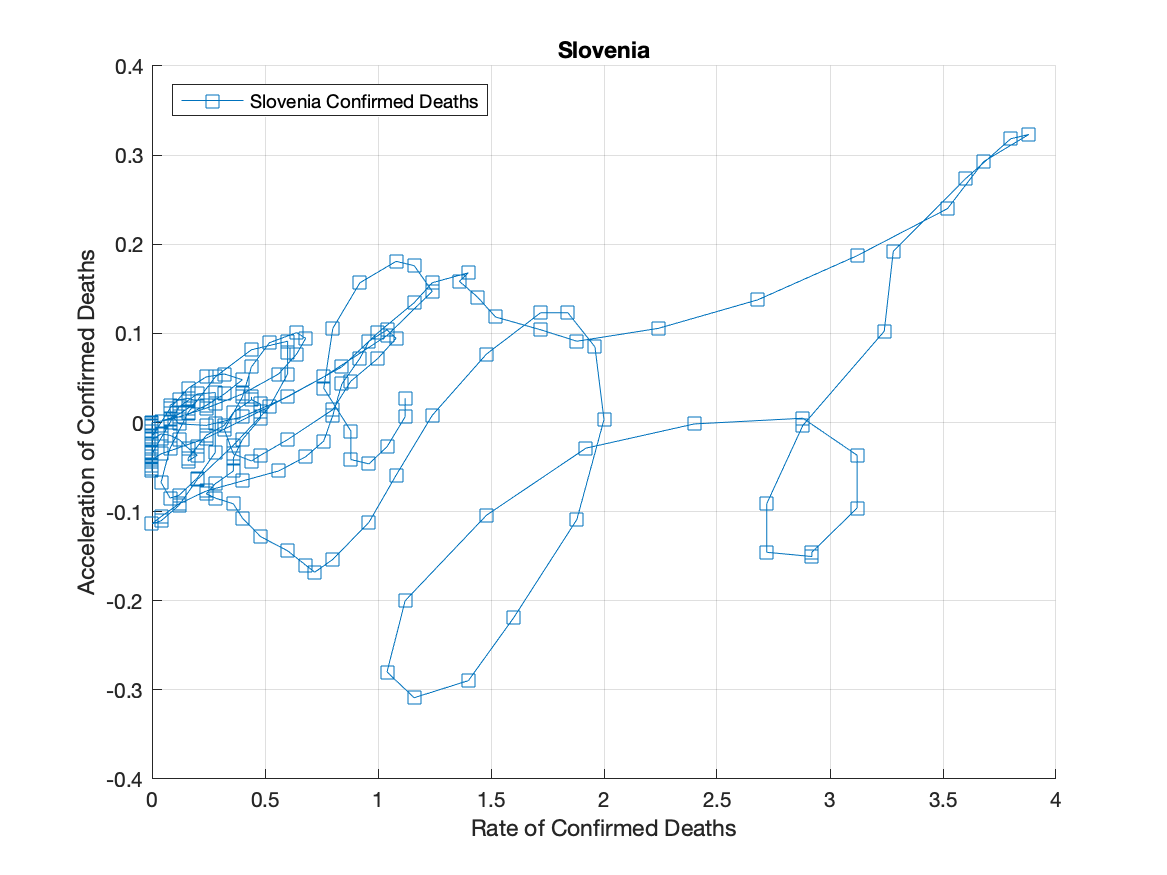 Slovenia
0.4
Slovenia Confirmed Deaths
0.3
0.2
0.1
0
-0.1
-0.2
-0.3
-0.4
Acceleration of Confirmed Deaths
0 0.5 1 1.5 2 2.5 3 3.5 4
Rate of Confirmed Deaths